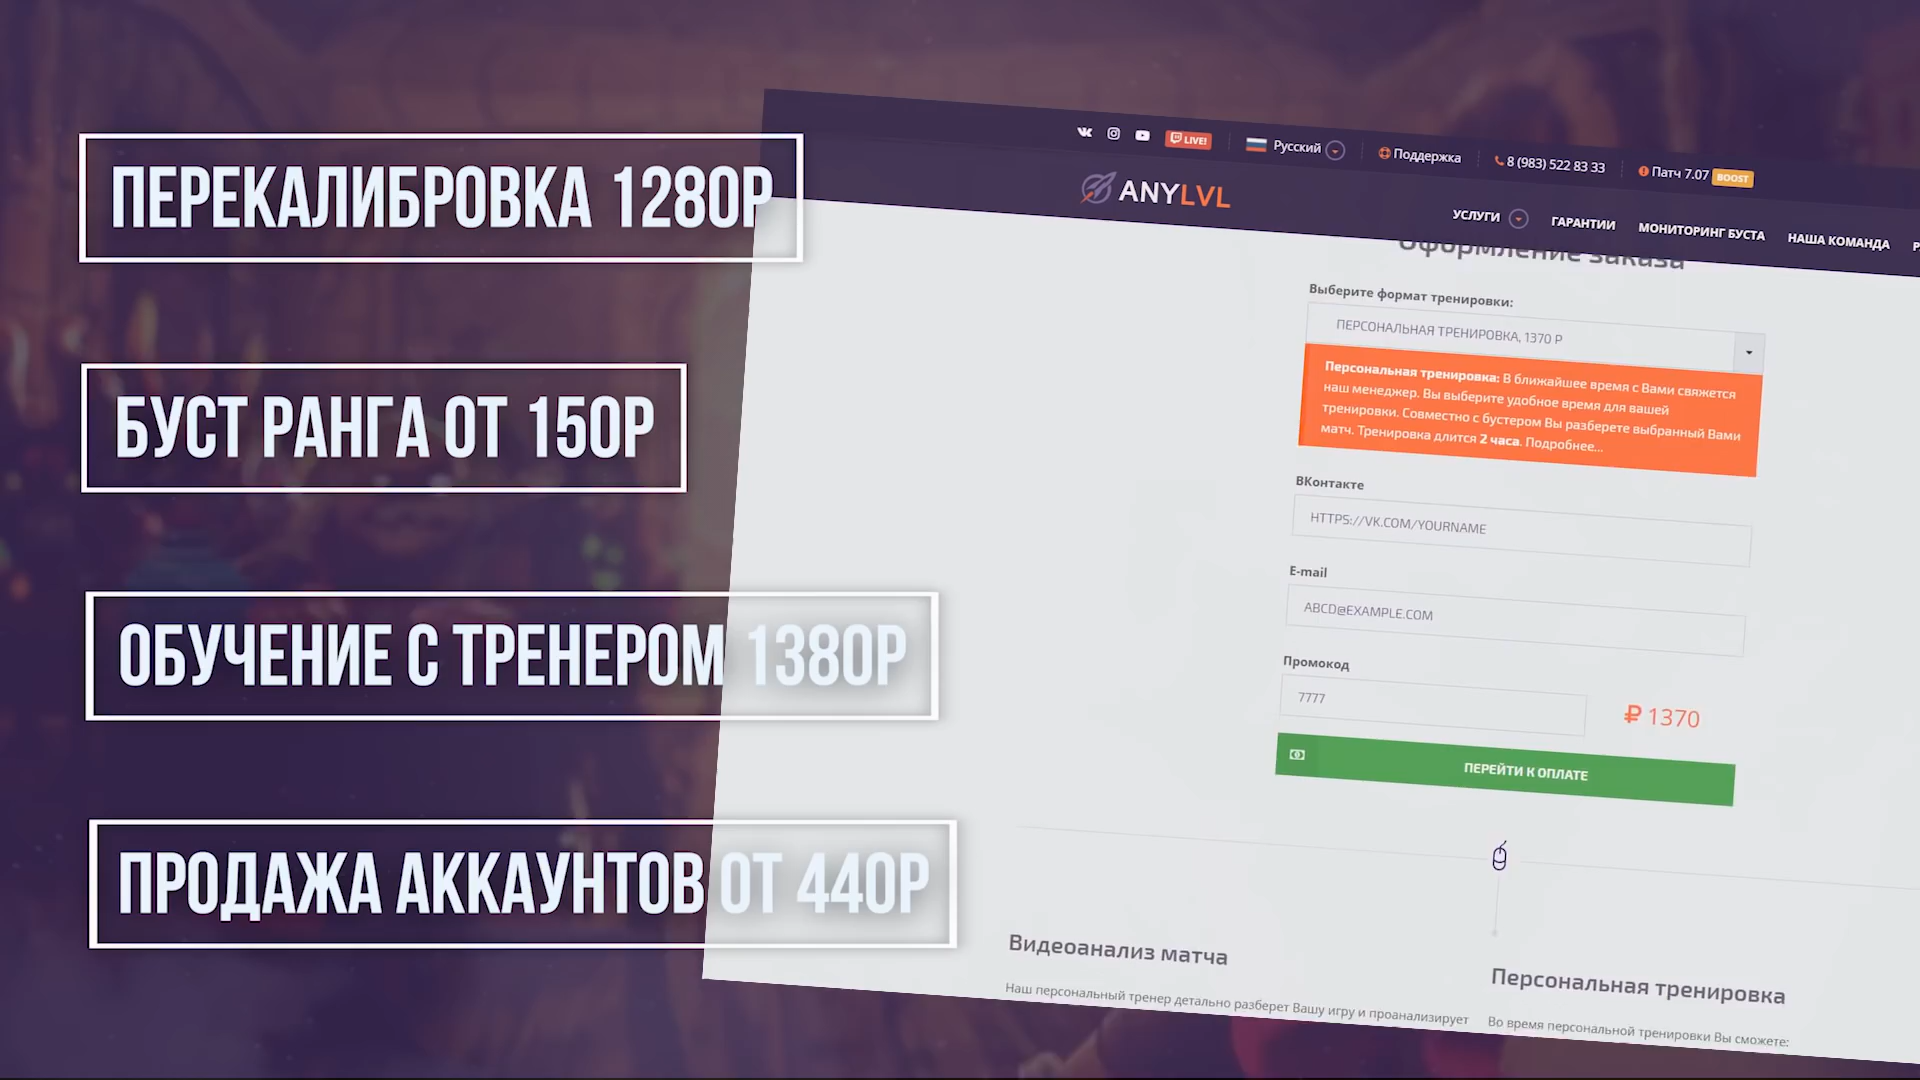 ПЕРЕКАЛИБРОВКА 1280Р
БУСТ РАНГА ОТ 150Р
ОБУЧЕНИЕ С ТРЕНЕРОМ 1380Р
ПРОДАЖА АККАУНТОВ ОТ 440Р
LIVE!
Русский
Поддержка
8 (983) 522 83 33
Патч 7.07 BOOST
ANYLVL
УСЛУГИ
ГАРАНТИИ
МОНИТОРИНГ БУСТА
НАША КОМАНДА
Оформление заказа
Выберите формат тренировки:
ПЕРСОНАЛЬНАЯ ТРЕНИРОВКА, 1370 Р
Персональная тренировка: В ближайшее время с Вами свяжется
наш менеджер. Вы выберите удобное время для вашей
тренировки. Совместно с бустером Вы разберете выбранный Вами
матч. Тренировка длится 2 часа. Подробнее...
ВКонтакте
HTTPS://VK.COM/YOURNAME
E-mail
ABCD@EXAMPLE.COM
Промокод
7777
₽ 1370
ПЕРЕЙТИ К ОПЛАТЕ
Видеоанализ матча
Наш персональный тренер детально разберет Вашу игру и проанализирует
Персональная тренировка
Во время персональной тренировки Вы сможете: